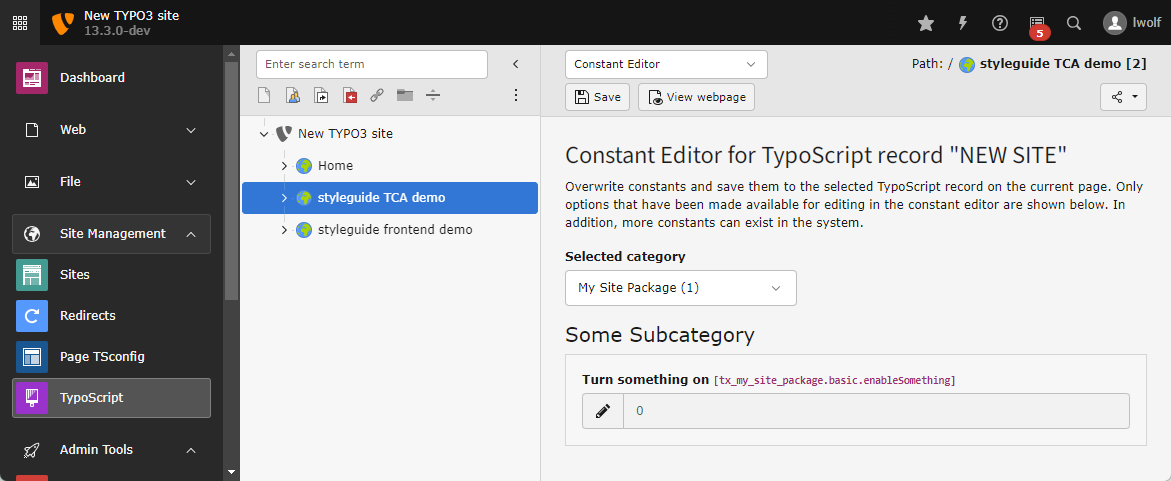 New TYPO3 site
13.3.0-dev
5
lwolf
Dashboard
Web
File
Site Management
Sites
Redirects
Page TSconfig
TypoScript
Admin Tools
Enter search term
New TYPO3 site
Home
styleguide TCA demo
styleguide frontend demo
Constant Editor
Path: / styleguide TCA demo [2]
Save
View webpage
Constant Editor for TypoScript record "NEW SITE"
Overwrite constants and save them to the selected TypoScript record on the current page. Only
options that have been made available for editing in the constant editor are shown below. In
addition, more constants can exist in the system.
Selected category
My Site Package (1)
Some Subcategory
Turn something on [tx_my_site_package.basic.enableSomething]
0